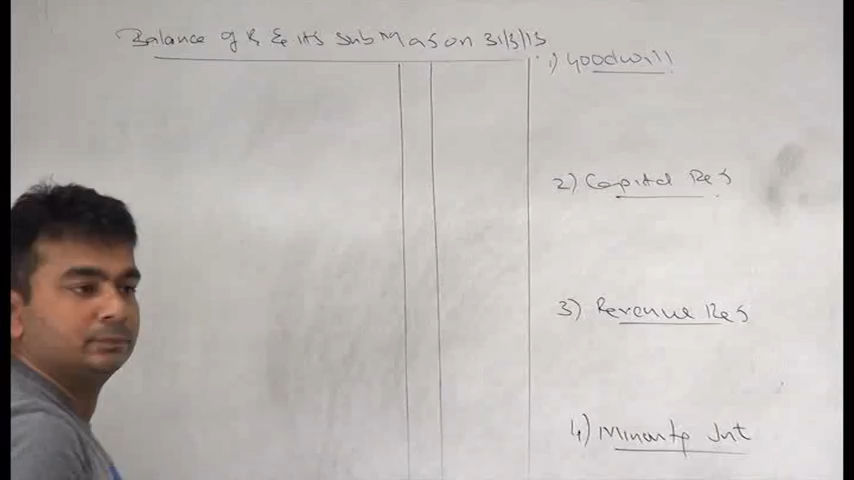 Balance of K & its Sub M as on 31/3/15
1) Goodwill
2) Capital Res
3) Revenue Res
4) Minority Int